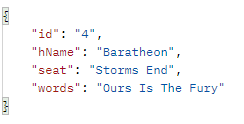 {
"id": "4",
"hName": "Baratheon",
"seat": "Storms End",
"words": "Ours Is The Fury"
}